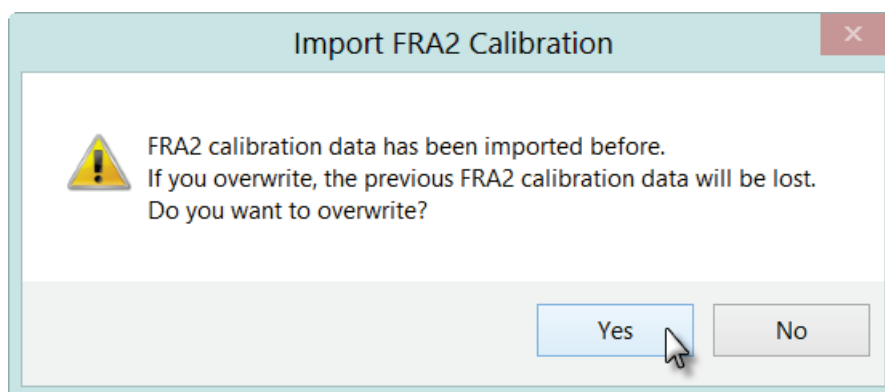 Import FRA2 Calibration
FRA2 calibration data has been imported before.
If you overwrite, the previous FRA2 calibration data will be lost.
Do you want to overwrite?
Yes
No